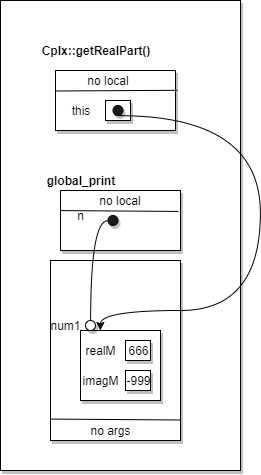 Cplx::getRealPart()
no local
this
global_print
no local
n
num1
realM 666
imagM -999
no args